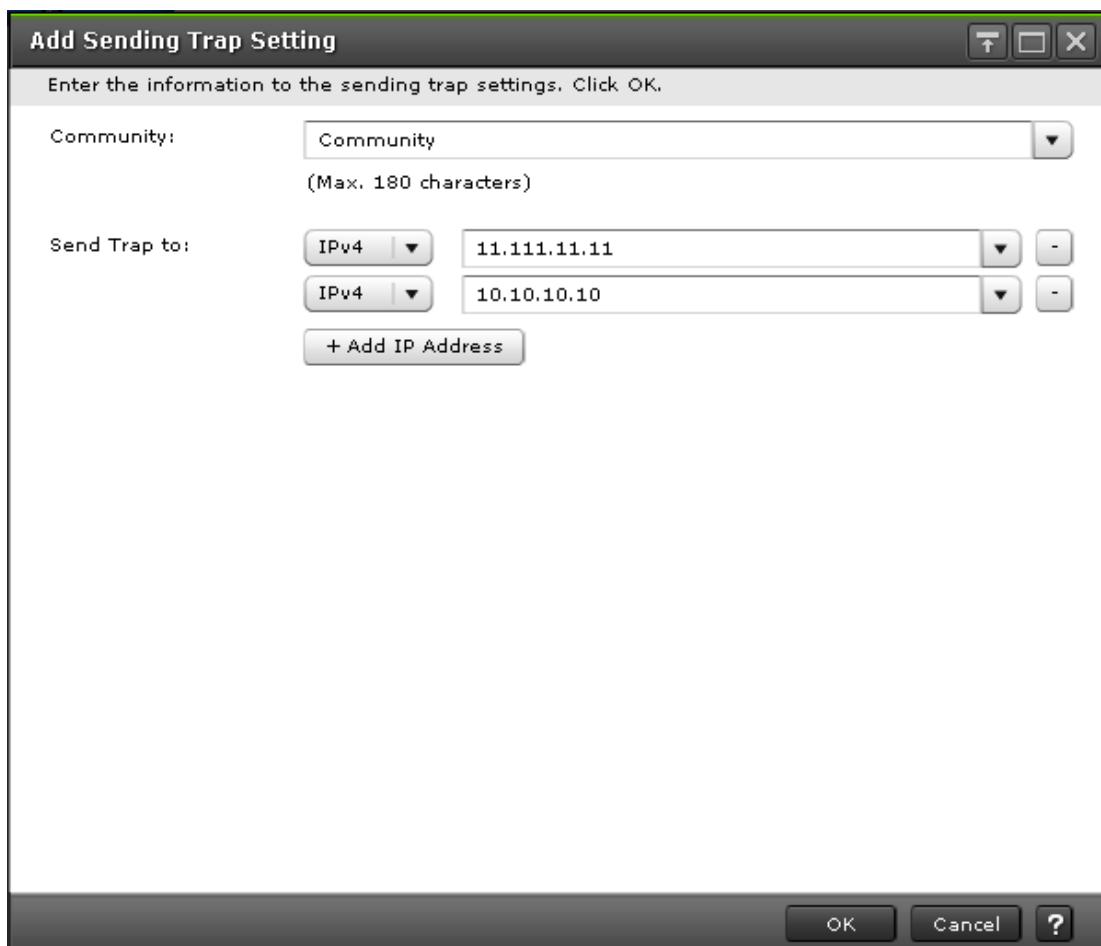 Add Sending Trap Setting
Enter the information to the sending trap settings. Click OK.
Community: Community
(Max. 180 characters)
Send Trap to: IPv4 11.111.11.11 -
IPv4 10.10.10.10 -
+ Add IP Address
OK Cancel ?